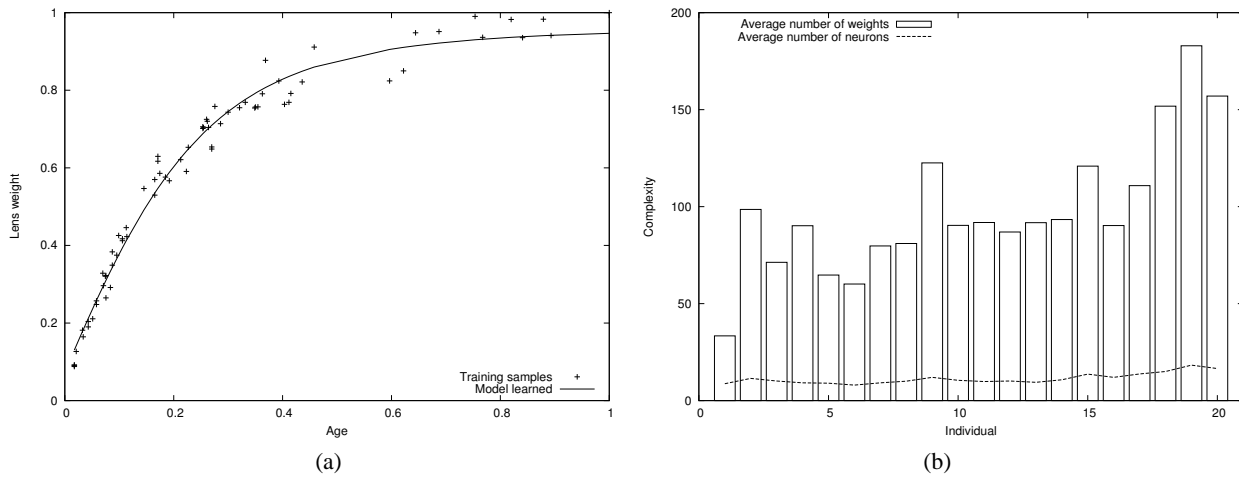 1
0.8
0.6
0.4
0.2
0
0 0.2 0.4 0.6 0.8 1
Lens weight
Age
Training samples
Model learned
(a)
200
150
100
50
0
0 5 10 15 20
Complexity
Individual
Average number of weights
Average number of neurons
(b)